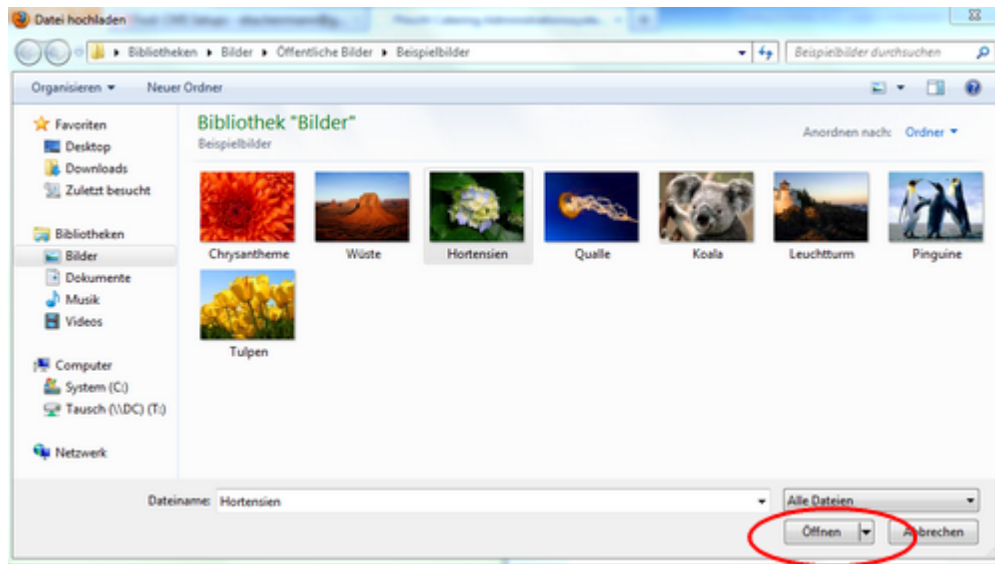 Datei hochladen
Bibliotheken ▸ Bilder ▸ Öffentliche Bilder ▸ Beispielbilder
Beispielbilder durchsuchen
Organisieren
Neuer Ordner
Favoriten
Desktop
Downloads
Zuletzt besucht
Bibliotheken
Bilder
Dokumente
Musik
Videos
Computer
System (C:)
Tausch (\\DC) (T:)
Netzwerk
Bibliothek "Bilder"
Beispielbilder
Anordnen nach: Ordner
Chrysantheme Wüste Hortensien Qualle Koala Leuchtturm Pinguine
Tulpen
Dateiname: Hortensien
Alle Dateien
Öffnen Abbrechen